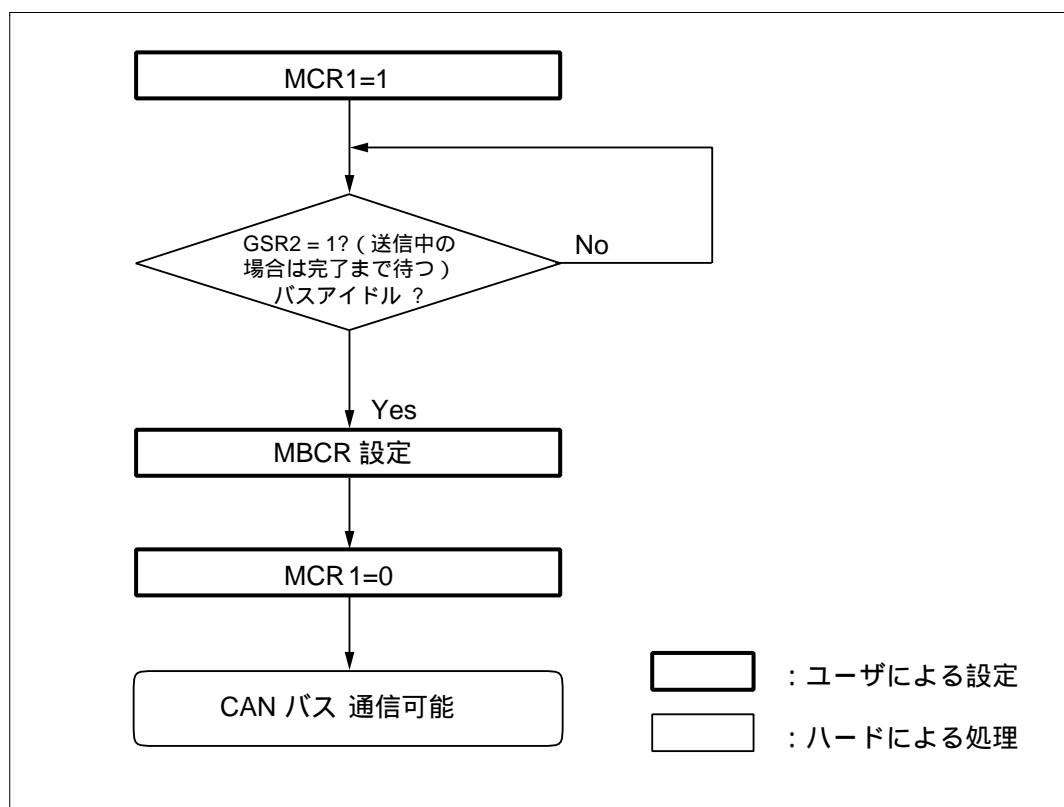 MCR1=1
GSR2 = 1?(送信中の
場合は完了まで待つ)
バスアイドル ?
No
Yes
MBCR 設定
MCR1=0
CAN バス 通信可能
:ユーザによる設定
:ハードによる処理